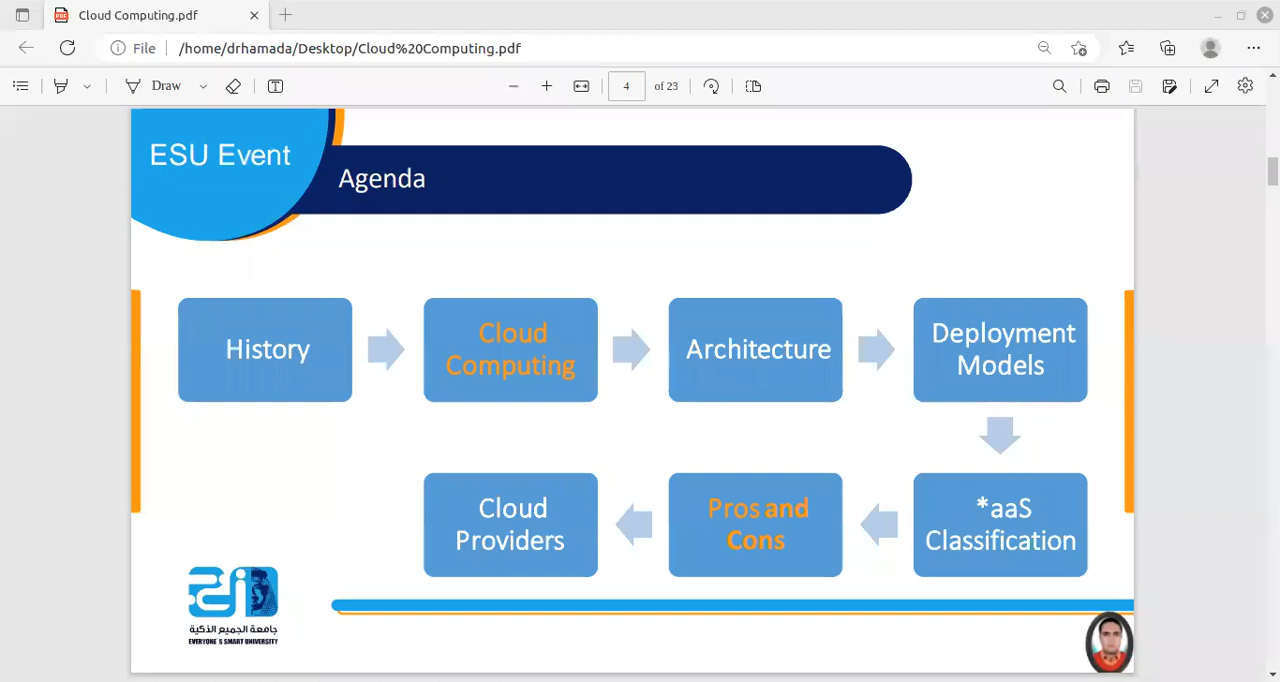 Cloud Computing.pdf
File
/home/drhamada/Desktop/Cloud%20Computing.pdf
Draw
4
of 23
ESU Event
Agenda
History
Cloud
Computing
Architecture
Deployment
Models
*aaS
Classification
Pros and
Cons
Cloud
Providers
جامعة الجميع الذكية
EVERYONE`S SMART UNIVERSITY